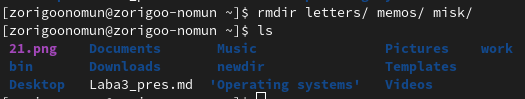 [zorigoonomun@zorigoo-nomun ~]$ rmdir letters/ memos/ misk/
[zorigoonomun@zorigoo-nomun ~]$ ls
21.png Documents Music Pictures work
bin Downloads newdir Templates
Desktop Laba3_pres.md 'Operating systems' Videos
[zorigoonomun@zorigoo-nomun ~]$